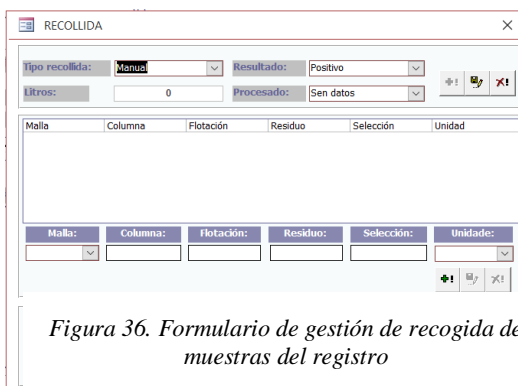 RECOLLIDA
Tipo recollida: Manual Resultado: Positivo
Litros: 0 Procesado: Sen datos
Malla Columna Flotación Residuo Selección Unidad
Malla: Columna: Flotación: Residuo: Selección: Unidade:
Figura 36. Formulario de gestión de recogida de
muestras del registro